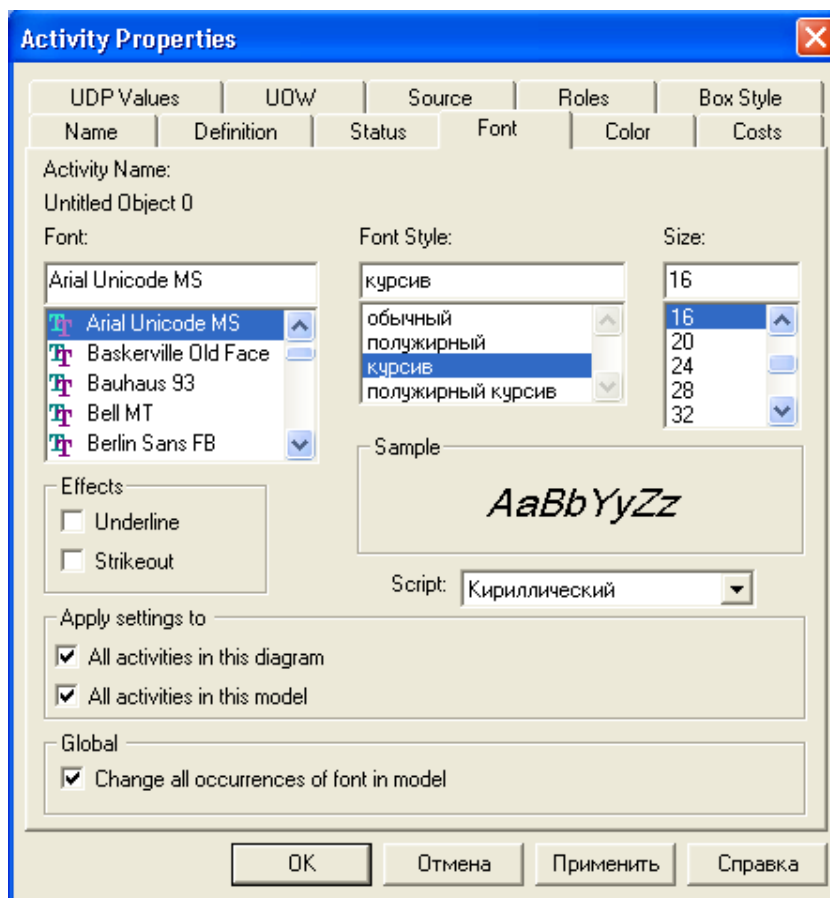 Activity Properties
UDP Values UOW Source Roles Box Style
Name Definition Status Font Color Costs
Activity Name:
Untitled Object 0
Font: Font Style: Size:
Arial Unicode MS курсив 16
Arial Unicode MS обычный 16
Baskerville Old Face полужирный 20
Bauhaus 93 курсив 24
Bell MT полужирный курсив 28
Berlin Sans FB 32
Sample
Effects
AaBbYyZz
Underline
Strikeout
Script: Кириллический
Apply settings to
All activities in this diagram
All activities in this model
Global
Change all occurrences of font in model
OK Отмена Применить Справка